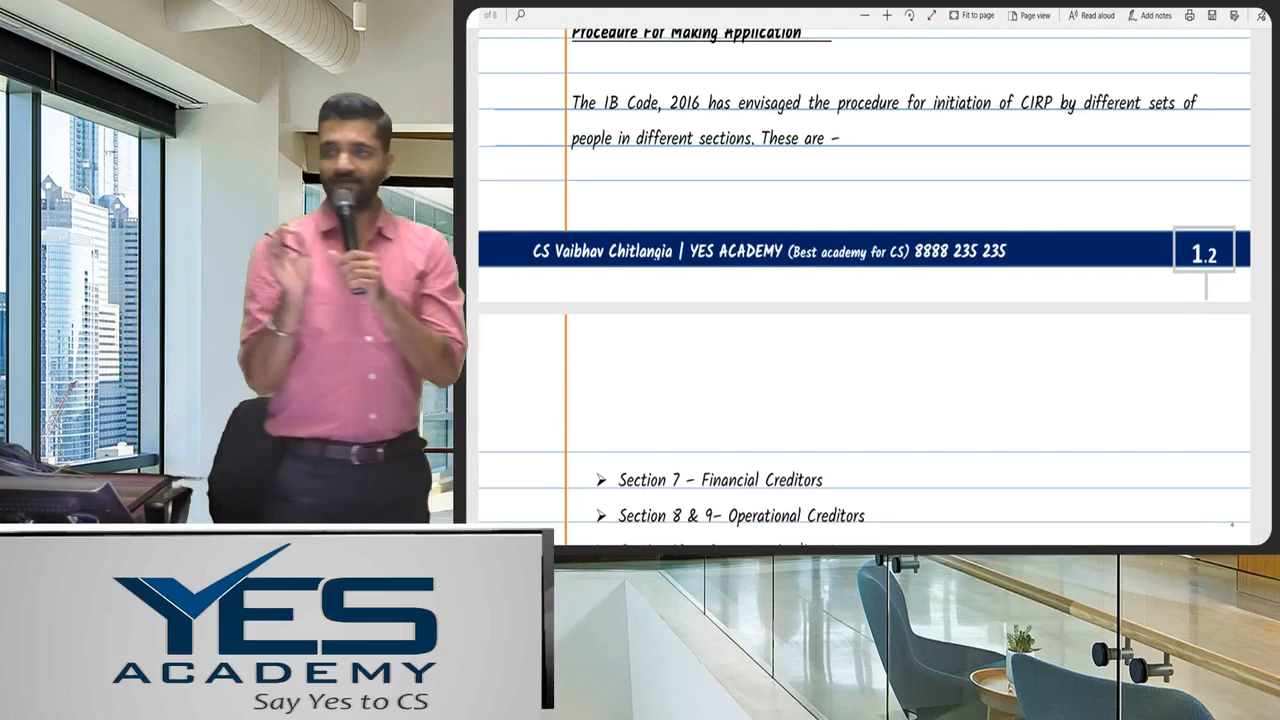 of 8
Fit to page
Page view
Read aloud
Add notes
Procedure For Making Application
The IB Code, 2016 has envisaged the procedure for initiation of CIRP by different sets of
people in different sections. These are –
CS Vaibhav Chitlangia | YES ACADEMY (Best academy for CS) 8888 235 235
1.2
➢ Section 7 – Financial Creditors
➢ Section 8 & 9– Operational Creditors
YES
ACADEMY
Say Yes to CS